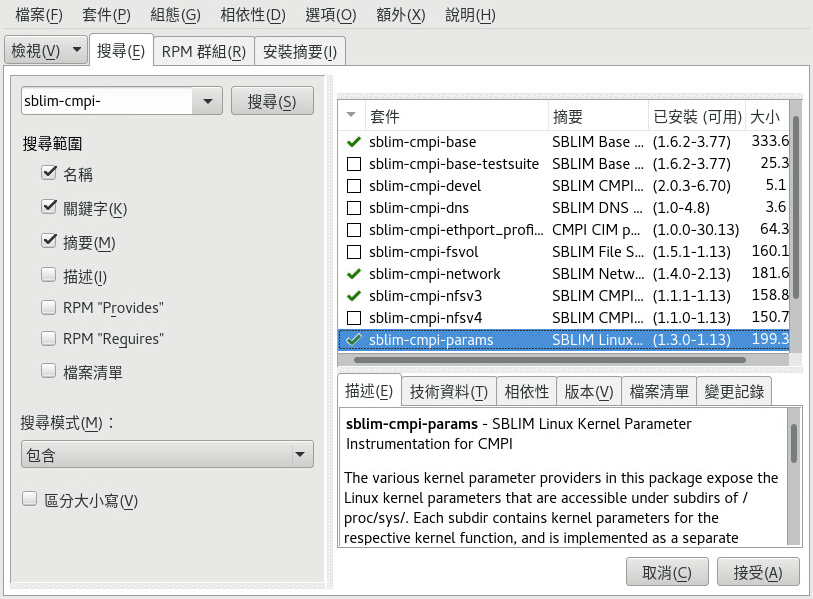 檔案(F) 套件(P) 組態(G) 相依性(D) 選項(O) 額外(X) 說明(H)
檢視(V) 搜尋(E) RPM 群組(R) 安裝摘要(I)
sblim-cmpi- 搜尋(S)
搜尋範圍
名稱
關鍵字(K)
摘要(M)
描述(I)
RPM "Provides"
RPM "Requires"
檔案清單
搜尋模式(M)：
包含
區分大小寫(V)
套件 摘要 已安裝 (可用) 大小
sblim-cmpi-base SBLIM Base ... (1.6.2-3.77) 333.6
sblim-cmpi-base-testsuite SBLIM Base ... (1.6.2-3.77) 25.3
sblim-cmpi-devel SBLIM CMPI... (2.0.3-6.70) 5.1
sblim-cmpi-dns SBLIM DNS ... (1.0-4.8) 3.6
sblim-cmpi-ethport_profi... CMPI CIM p... (1.0.0-30.13) 64.3
sblim-cmpi-fsvol SBLIM File S... (1.5.1-1.13) 160.1
sblim-cmpi-network SBLIM Netw... (1.4.0-2.13) 181.6
sblim-cmpi-nfsv3 SBLIM CMPI... (1.1.1-1.13) 158.8
sblim-cmpi-nfsv4 SBLIM CMPI... (1.1.0-1.13) 150.7
sblim-cmpi-params SBLIM Linux... (1.3.0-1.13) 199.3
描述(E) 技術資料(T) 相依性 版本(V) 檔案清單 變更記錄
sblim-cmpi-params - SBLIM Linux Kernel Parameter
Instrumentation for CMPI
The various kernel parameter providers in this package expose the
Linux kernel parameters that are accessible under subdirs of /
proc/sys/. Each subdir contains kernel parameters for the
respective kernel function, and is implemented as a separate
取消(C) 接受(A)